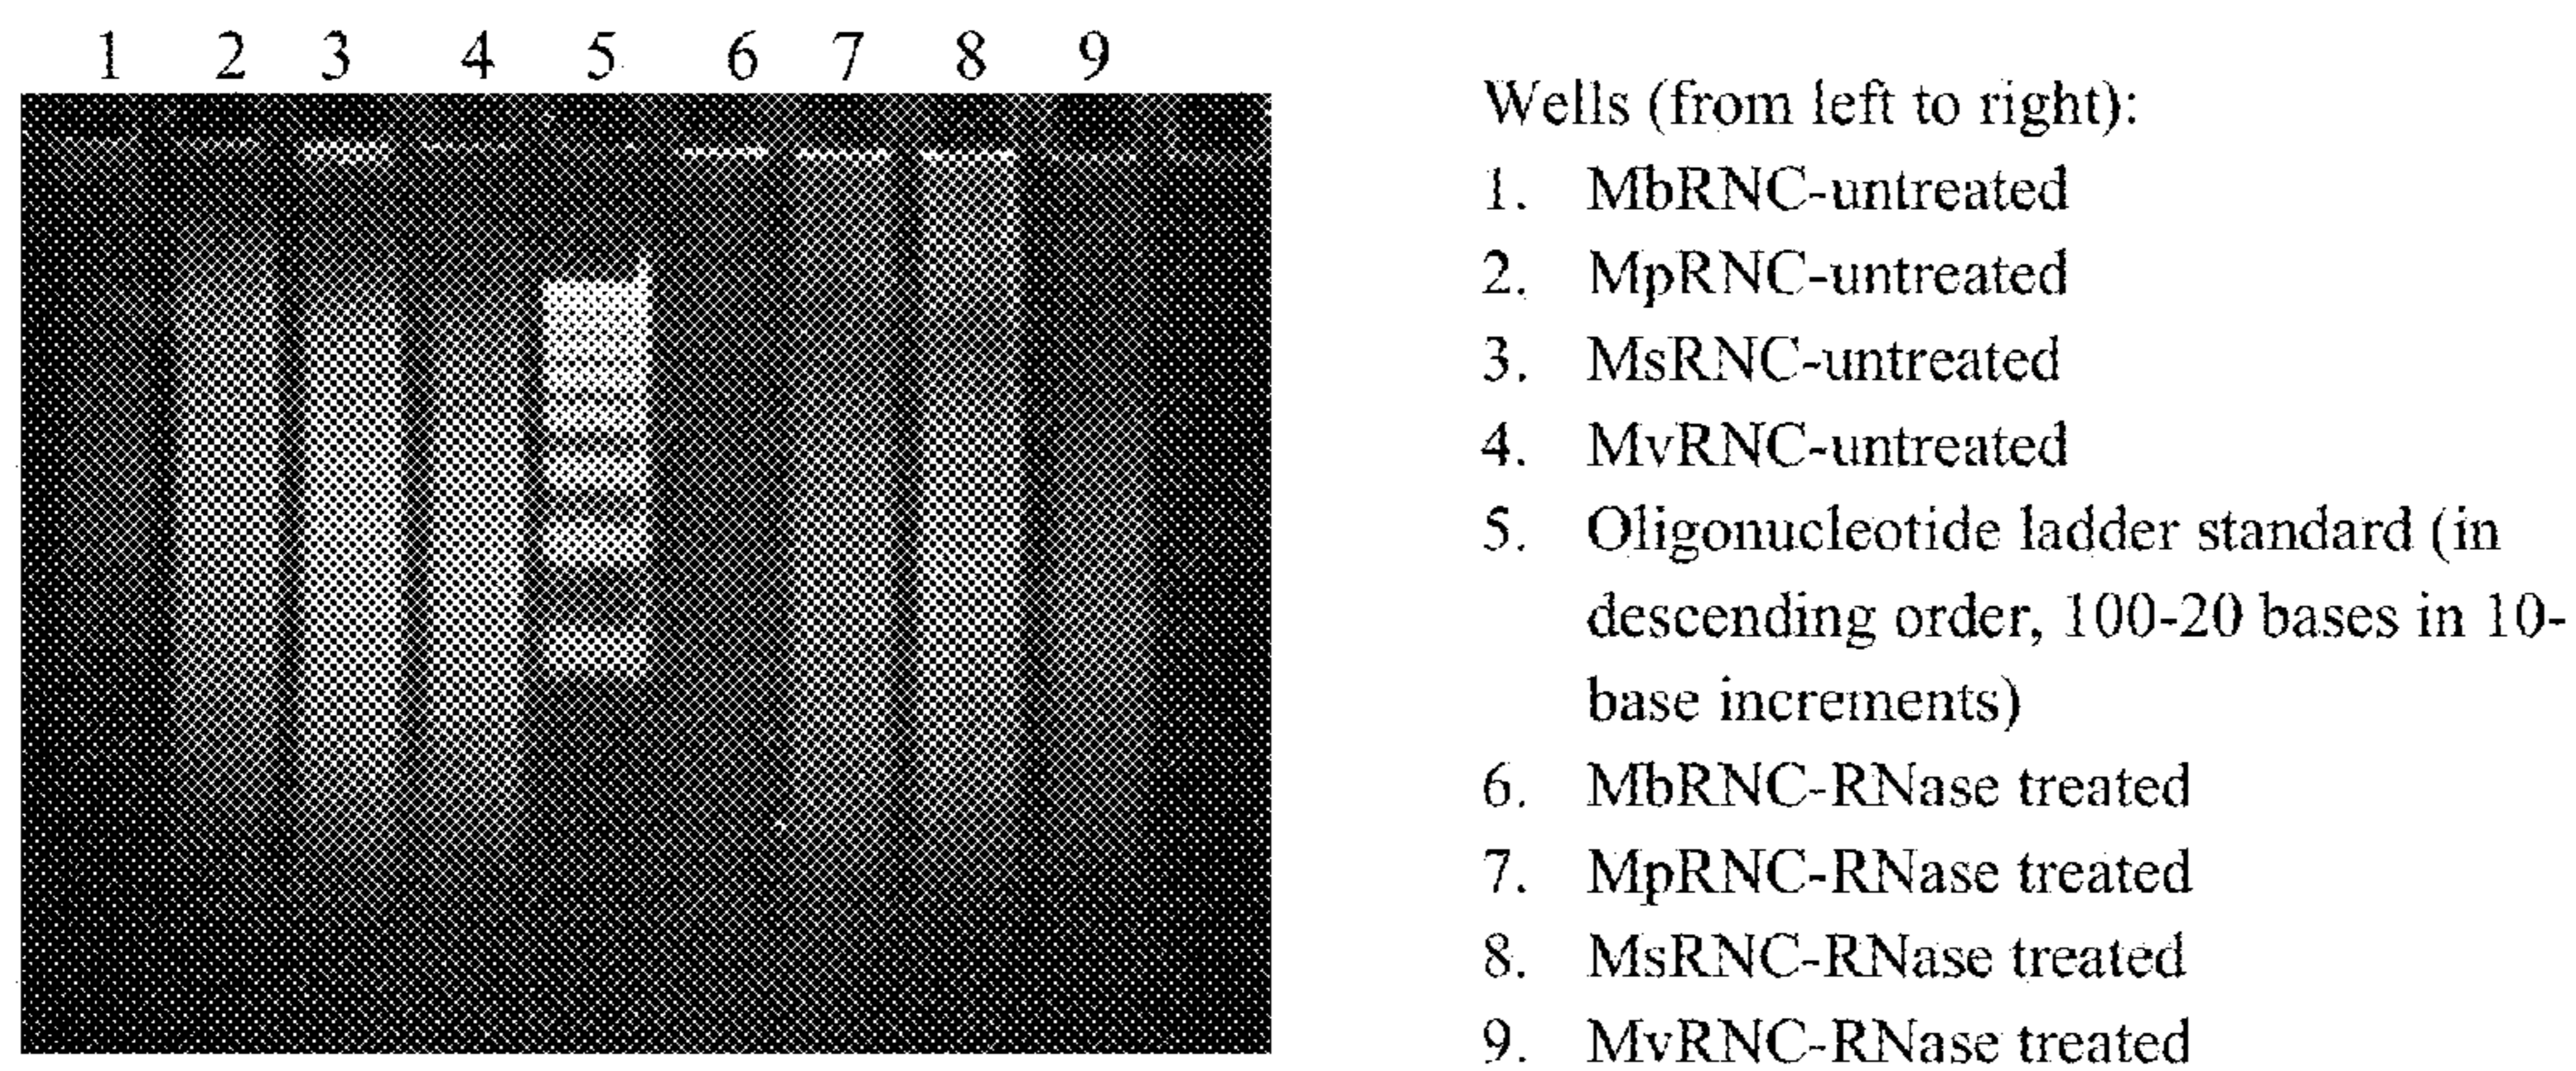 1 2 3 4 5 6 7 8 9
Wells (from left to right):
1. MbRNC-untreated
2. MpRNC-untreated
3. MsRNC-untreated
4. MvRNC-untreated
5. Oligonucleotide ladder standard (in
descending order, 100-20 bases in 10-
base increments)
6. MbRNC-RNase treated
7. MpRNC-RNase treated
8. MsRNC-RNase treated
9. MvRNC-RNase treated